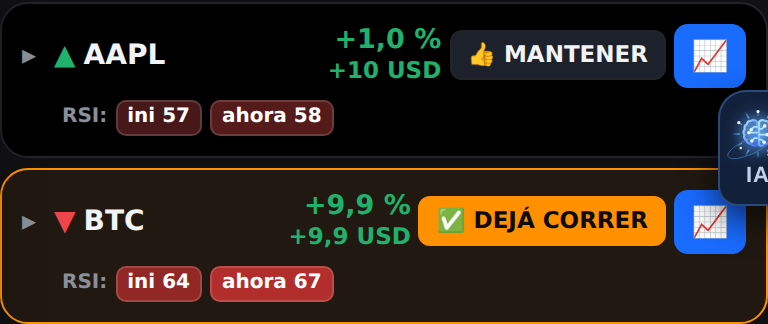 ▶ ▲ AAPL +1,0 % 👍 MANTENER
+10 USD
RSI: ini 57 ahora 58
IA
▶ ▼ BTC +9,9 % ✅ DEJÁ CORRER
+9,9 USD
RSI: ini 64 ahora 67